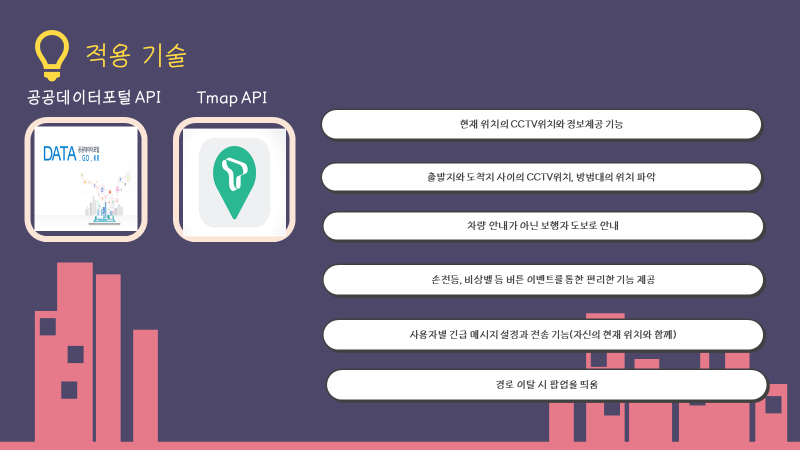 적용 기술
공공데이터포털 API
Tmap API
DATA 공공데이터포털
.GO.KR
현재 위치의 CCTV위치와 정보제공 기능
출발지와 도착지 사이의 CCTV위치, 방범대의 위치 파악
차량 안내가 아닌 보행자 도보로 안내
손전등, 비상벨 등 버튼 이벤트를 통한 편리한 기능 제공
사용자별 긴급 메시지 설정과 전송 기능(자신의 현재 위치와 함께)
경로 이탈 시 팝업을 띄움